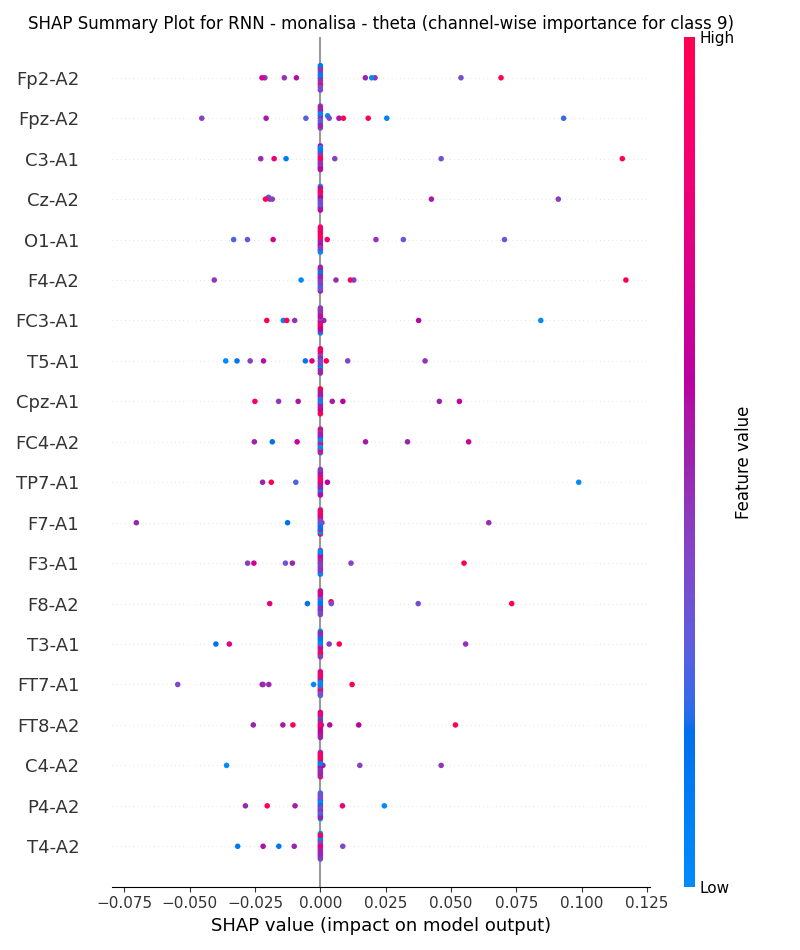 SHAP Summary Plot for RNN - monalisa - theta (channel-wise importance for class 9)
High
Fp2-A2
Fpz-A2
C3-A1
Cz-A2
O1-A1
F4-A2
FC3-A1
T5-A1
Cpz-A1
FC4-A2
TP7-A1
F7-A1
F3-A1
F8-A2
T3-A1
FT7-A1
FT8-A2
C4-A2
P4-A2
T4-A2
Feature value
Low
−0.075 −0.050 −0.025 0.000 0.025 0.050 0.075 0.100 0.125
SHAP value (impact on model output)